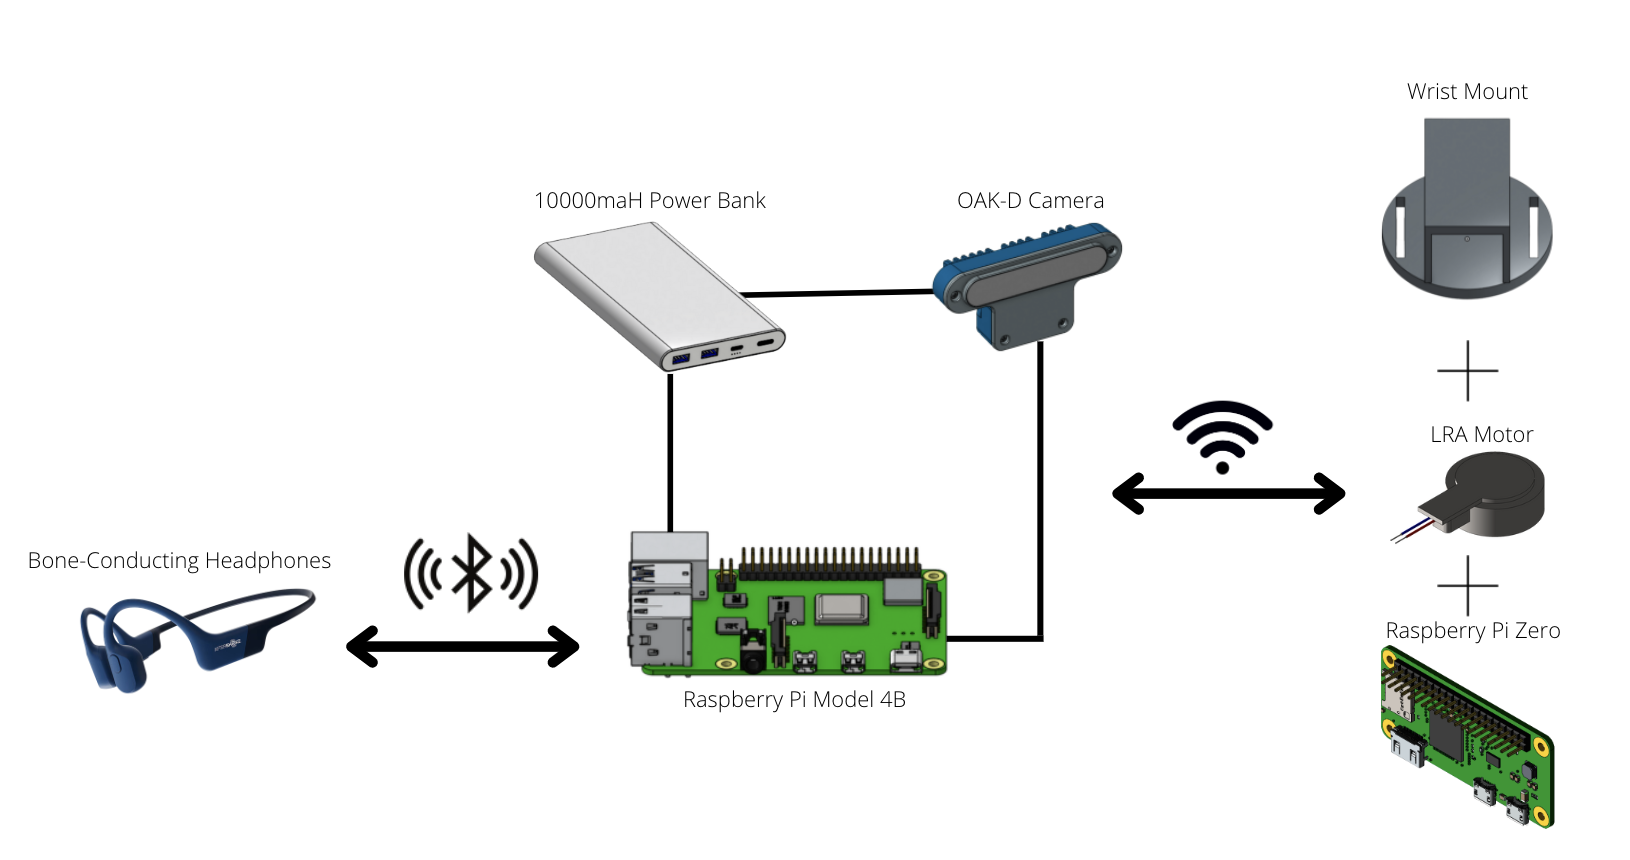 Wrist Mount
10000maH Power Bank
OAK-D Camera
LRA Motor
Bone-Conducting Headphones
Raspberry Pi Zero
Raspberry Pi Model 4B